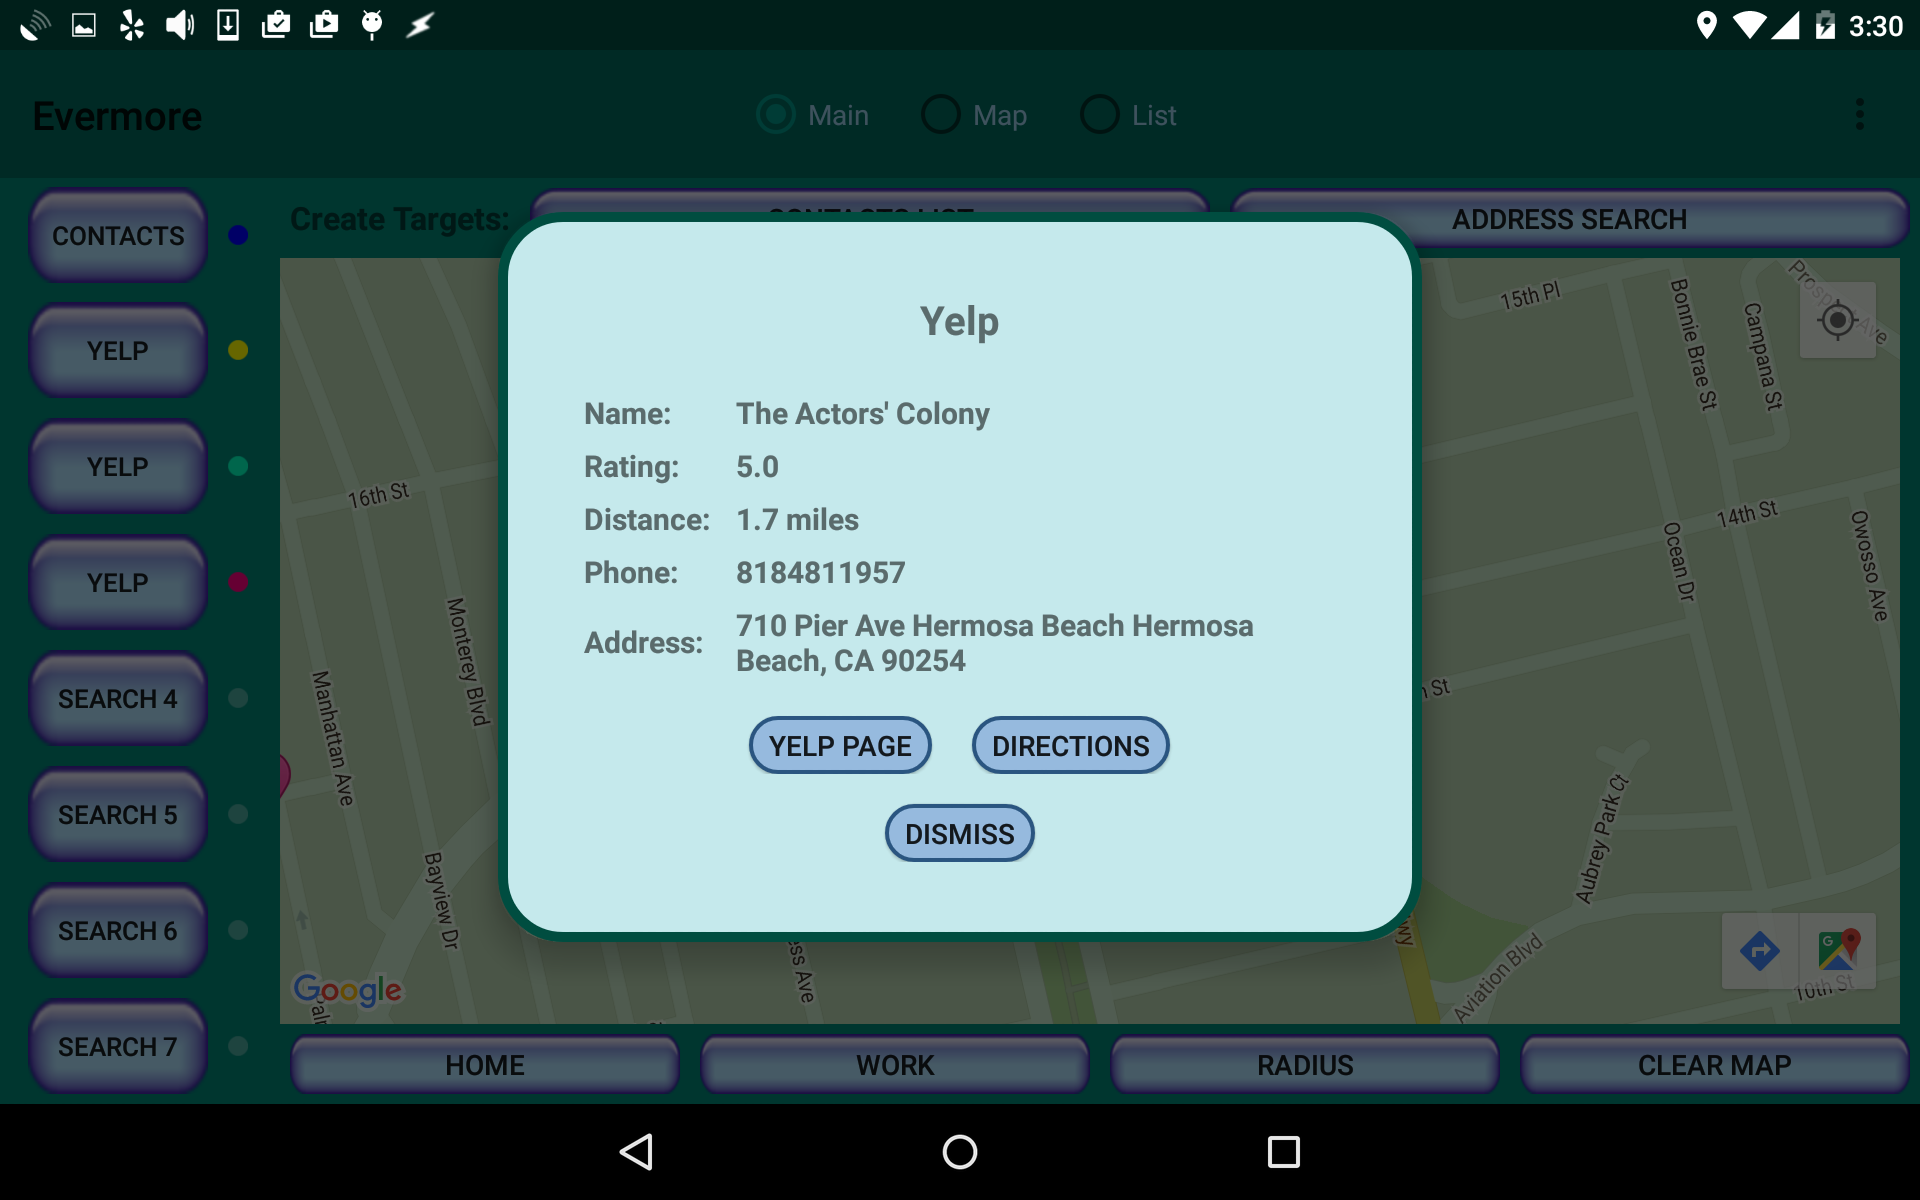 3:30
Evermore
Main
Map
List
CONTACTS
YELP
YELP
YELP
SEARCH 4
SEARCH 5
SEARCH 6
SEARCH 7
Create Targets:
CONTACTS LIST
ADDRESS SEARCH
Yelp
Name: The Actors' Colony
Rating: 5.0
Distance: 1.7 miles
Phone: 8184811957
Address: 710 Pier Ave Hermosa Beach Hermosa
Beach, CA 90254
YELP PAGE
DIRECTIONS
DISMISS
16th St
Monterey Blvd
Manhattan Ave
Bayview Dr
15th Pl
Bonnie Brae St
Campana St
14th St
Ocean Dr
Owosso Ave
St
Aubrey Park Ct
Aviation Blvd
10th St
Ave
Google
HOME
WORK
RADIUS
CLEAR MAP